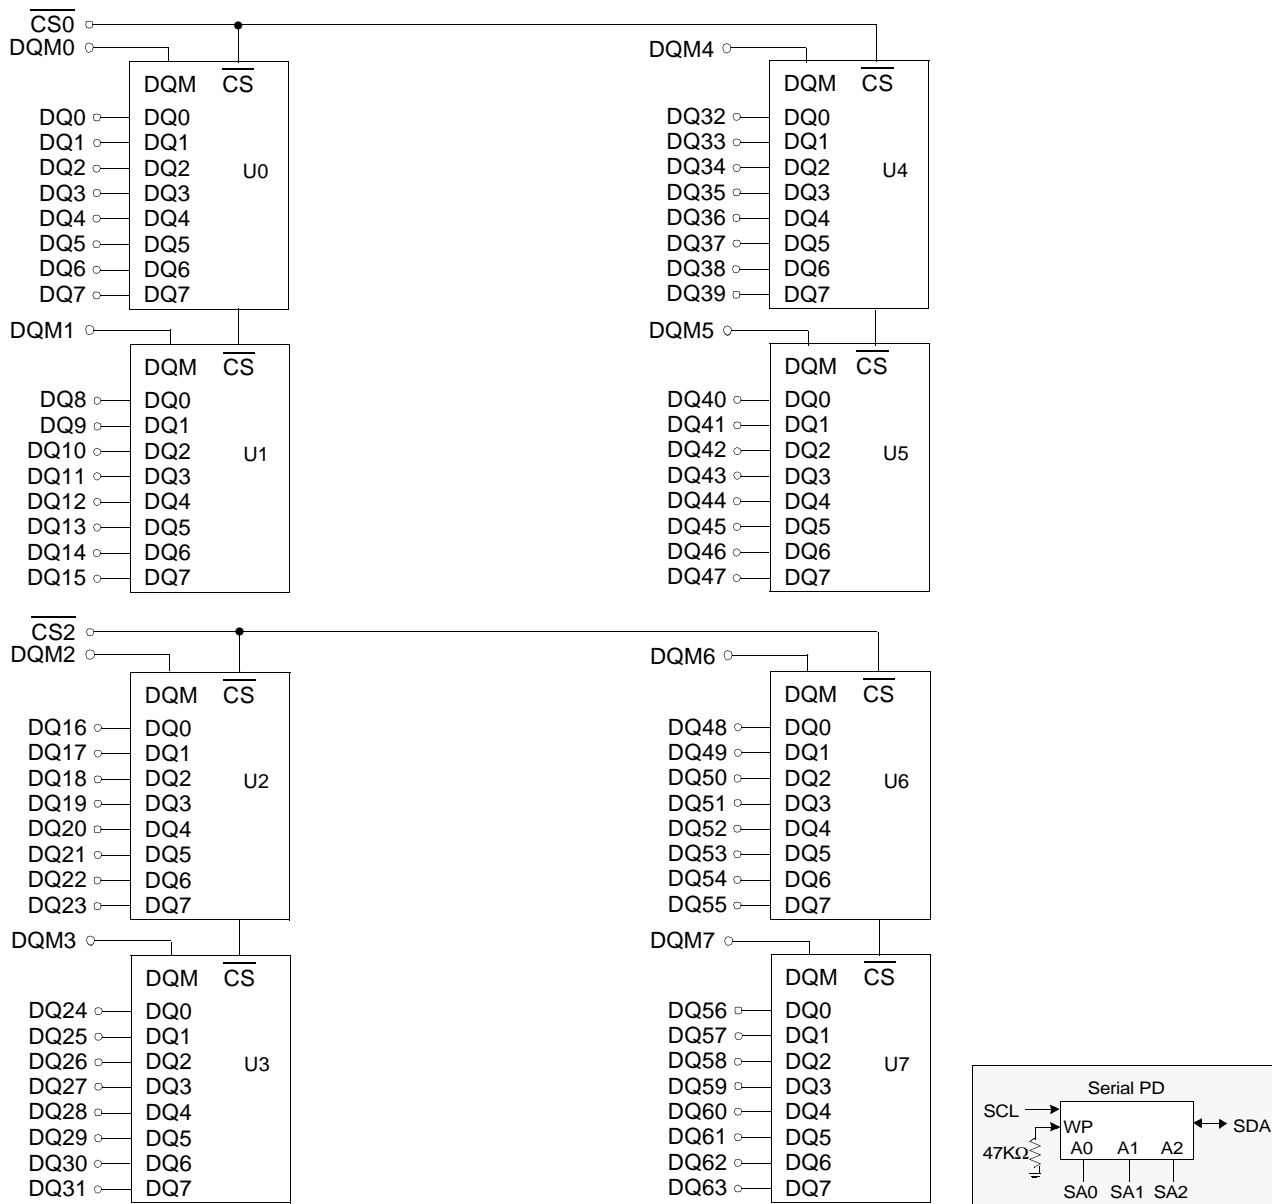 CS0
DQM0
DQM CS
DQ0 DQ0
DQ1 DQ1
DQ2 DQ2
DQ3 DQ3
DQ4 DQ4
DQ5 DQ5
DQ6 DQ6
DQ7 DQ7
U0
DQM4
DQM CS
DQ32 DQ0
DQ33 DQ1
DQ34 DQ2
DQ35 DQ3
DQ36 DQ4
DQ37 DQ5
DQ38 DQ6
DQ39 DQ7
U4
DQM1
DQM CS
DQ8 DQ0
DQ9 DQ1
DQ10 DQ2
DQ11 DQ3
DQ12 DQ4
DQ13 DQ5
DQ14 DQ6
DQ15 DQ7
U1
DQM5
DQM CS
DQ40 DQ0
DQ41 DQ1
DQ42 DQ2
DQ43 DQ3
DQ44 DQ4
DQ45 DQ5
DQ46 DQ6
DQ47 DQ7
U5
CS2
DQM2
DQM CS
DQ16 DQ0
DQ17 DQ1
DQ18 DQ2
DQ19 DQ3
DQ20 DQ4
DQ21 DQ5
DQ22 DQ6
DQ23 DQ7
U2
DQM6
DQM CS
DQ48 DQ0
DQ49 DQ1
DQ50 DQ2
DQ51 DQ3
DQ52 DQ4
DQ53 DQ5
DQ54 DQ6
DQ55 DQ7
U6
DQM3
DQM CS
DQ24 DQ0
DQ25 DQ1
DQ26 DQ2
DQ27 DQ3
DQ28 DQ4
DQ29 DQ5
DQ30 DQ6
DQ31 DQ7
U3
DQM7
DQM CS
DQ56 DQ0
DQ57 DQ1
DQ58 DQ2
DQ59 DQ3
DQ60 DQ4
DQ61 DQ5
DQ62 DQ6
DQ63 DQ7
U7
Serial PD
SCL
WP
SDA
47KΩ
A0 A1 A2
SA0 SA1 SA2